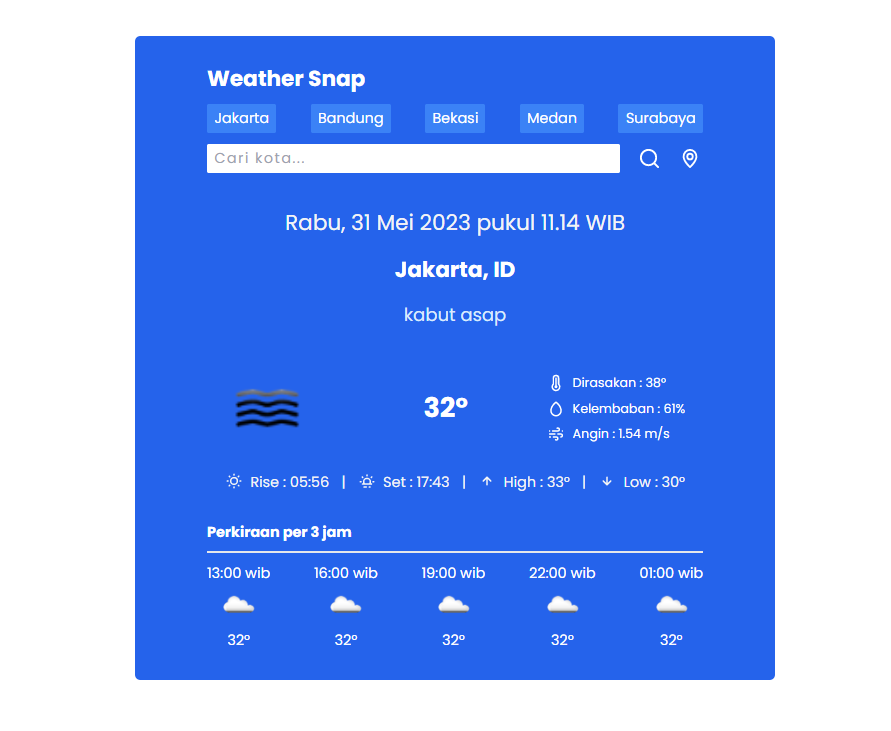 Weather Snap
Jakarta Bandung Bekasi Medan Surabaya
Cari kota...
Rabu, 31 Mei 2023 pukul 11.14 WIB
Jakarta, ID
kabut asap
32°
Dirasakan : 38°
Kelembaban : 61%
Angin : 1.54 m/s
Rise : 05:56 | Set : 17:43 | High : 33° | Low : 30°
Perkiraan per 3 jam
13:00 wib 16:00 wib 19:00 wib 22:00 wib 01:00 wib
32° 32° 32° 32° 32°